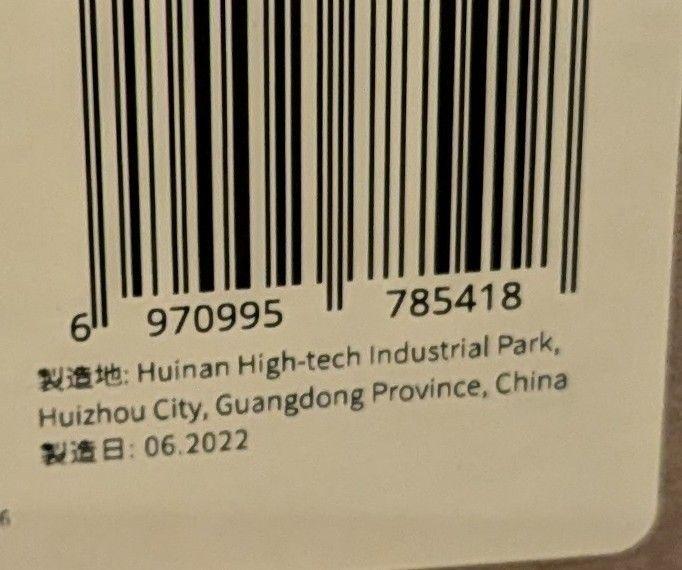 6 970995 785418
製造地: Huinan High-tech Industrial Park,
Huizhou City, Guangdong Province, China
製造日: 06.2022
6